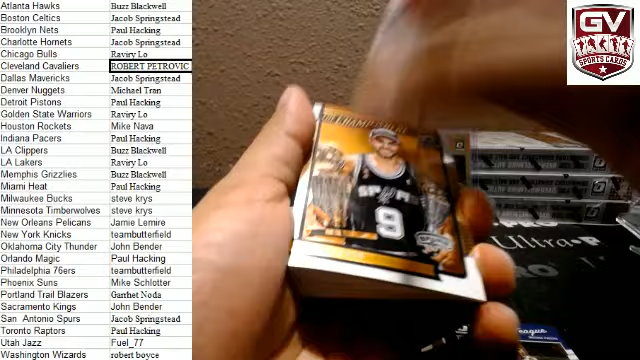 Atlanta Hawks Buzz Blackwell
Boston Celtics Jacob Springstead
Brooklyn Nets Paul Hacking
Charlotte Hornets Jacob Springstead
Chicago Bulls Raviry Lo
Cleveland Cavaliers ROBERT PETROVIC
Dallas Mavericks Jacob Springstead
Denver Nuggets Michael Tran
Detroit Pistons Paul Hacking
Golden State Warriors Raviry Lo
Houston Rockets Mike Nava
Indiana Pacers Paul Hacking
LA Clippers Buzz Blackwell
LA Lakers Raviry Lo
Memphis Grizzlies Buzz Blackwell
Miami Heat Paul Hacking
Milwaukee Bucks steve krys
Minnesota Timberwolves steve krys
New Orleans Pelicans Jamie Lemire
New York Knicks teambutterfield
Oklahoma City Thunder John Bender
Orlando Magic Paul Hacking
Philadelphia 76ers teambutterfield
Phoenix Suns Mike Schlotter
Portland Trail Blazers Garrhet Noda
Sacramento Kings John Bender
San Antonio Spurs Jacob Springstead
Toronto Raptors Paul Hacking
Utah Jazz Fuel_77
Washington Wizards robert boyce
GV
SPORTS CARDS
SPURS
9
Ultra
PRO